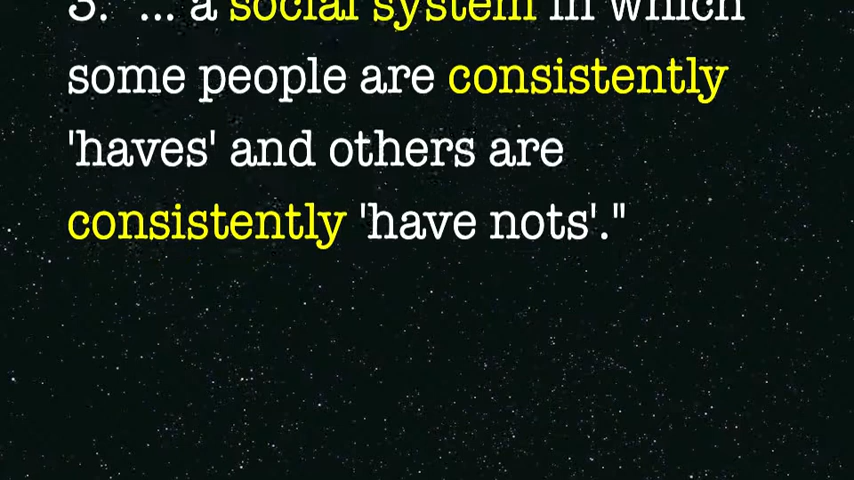 3. "... a social system in which
some people are consistently
'haves' and others are
consistently 'have nots'."